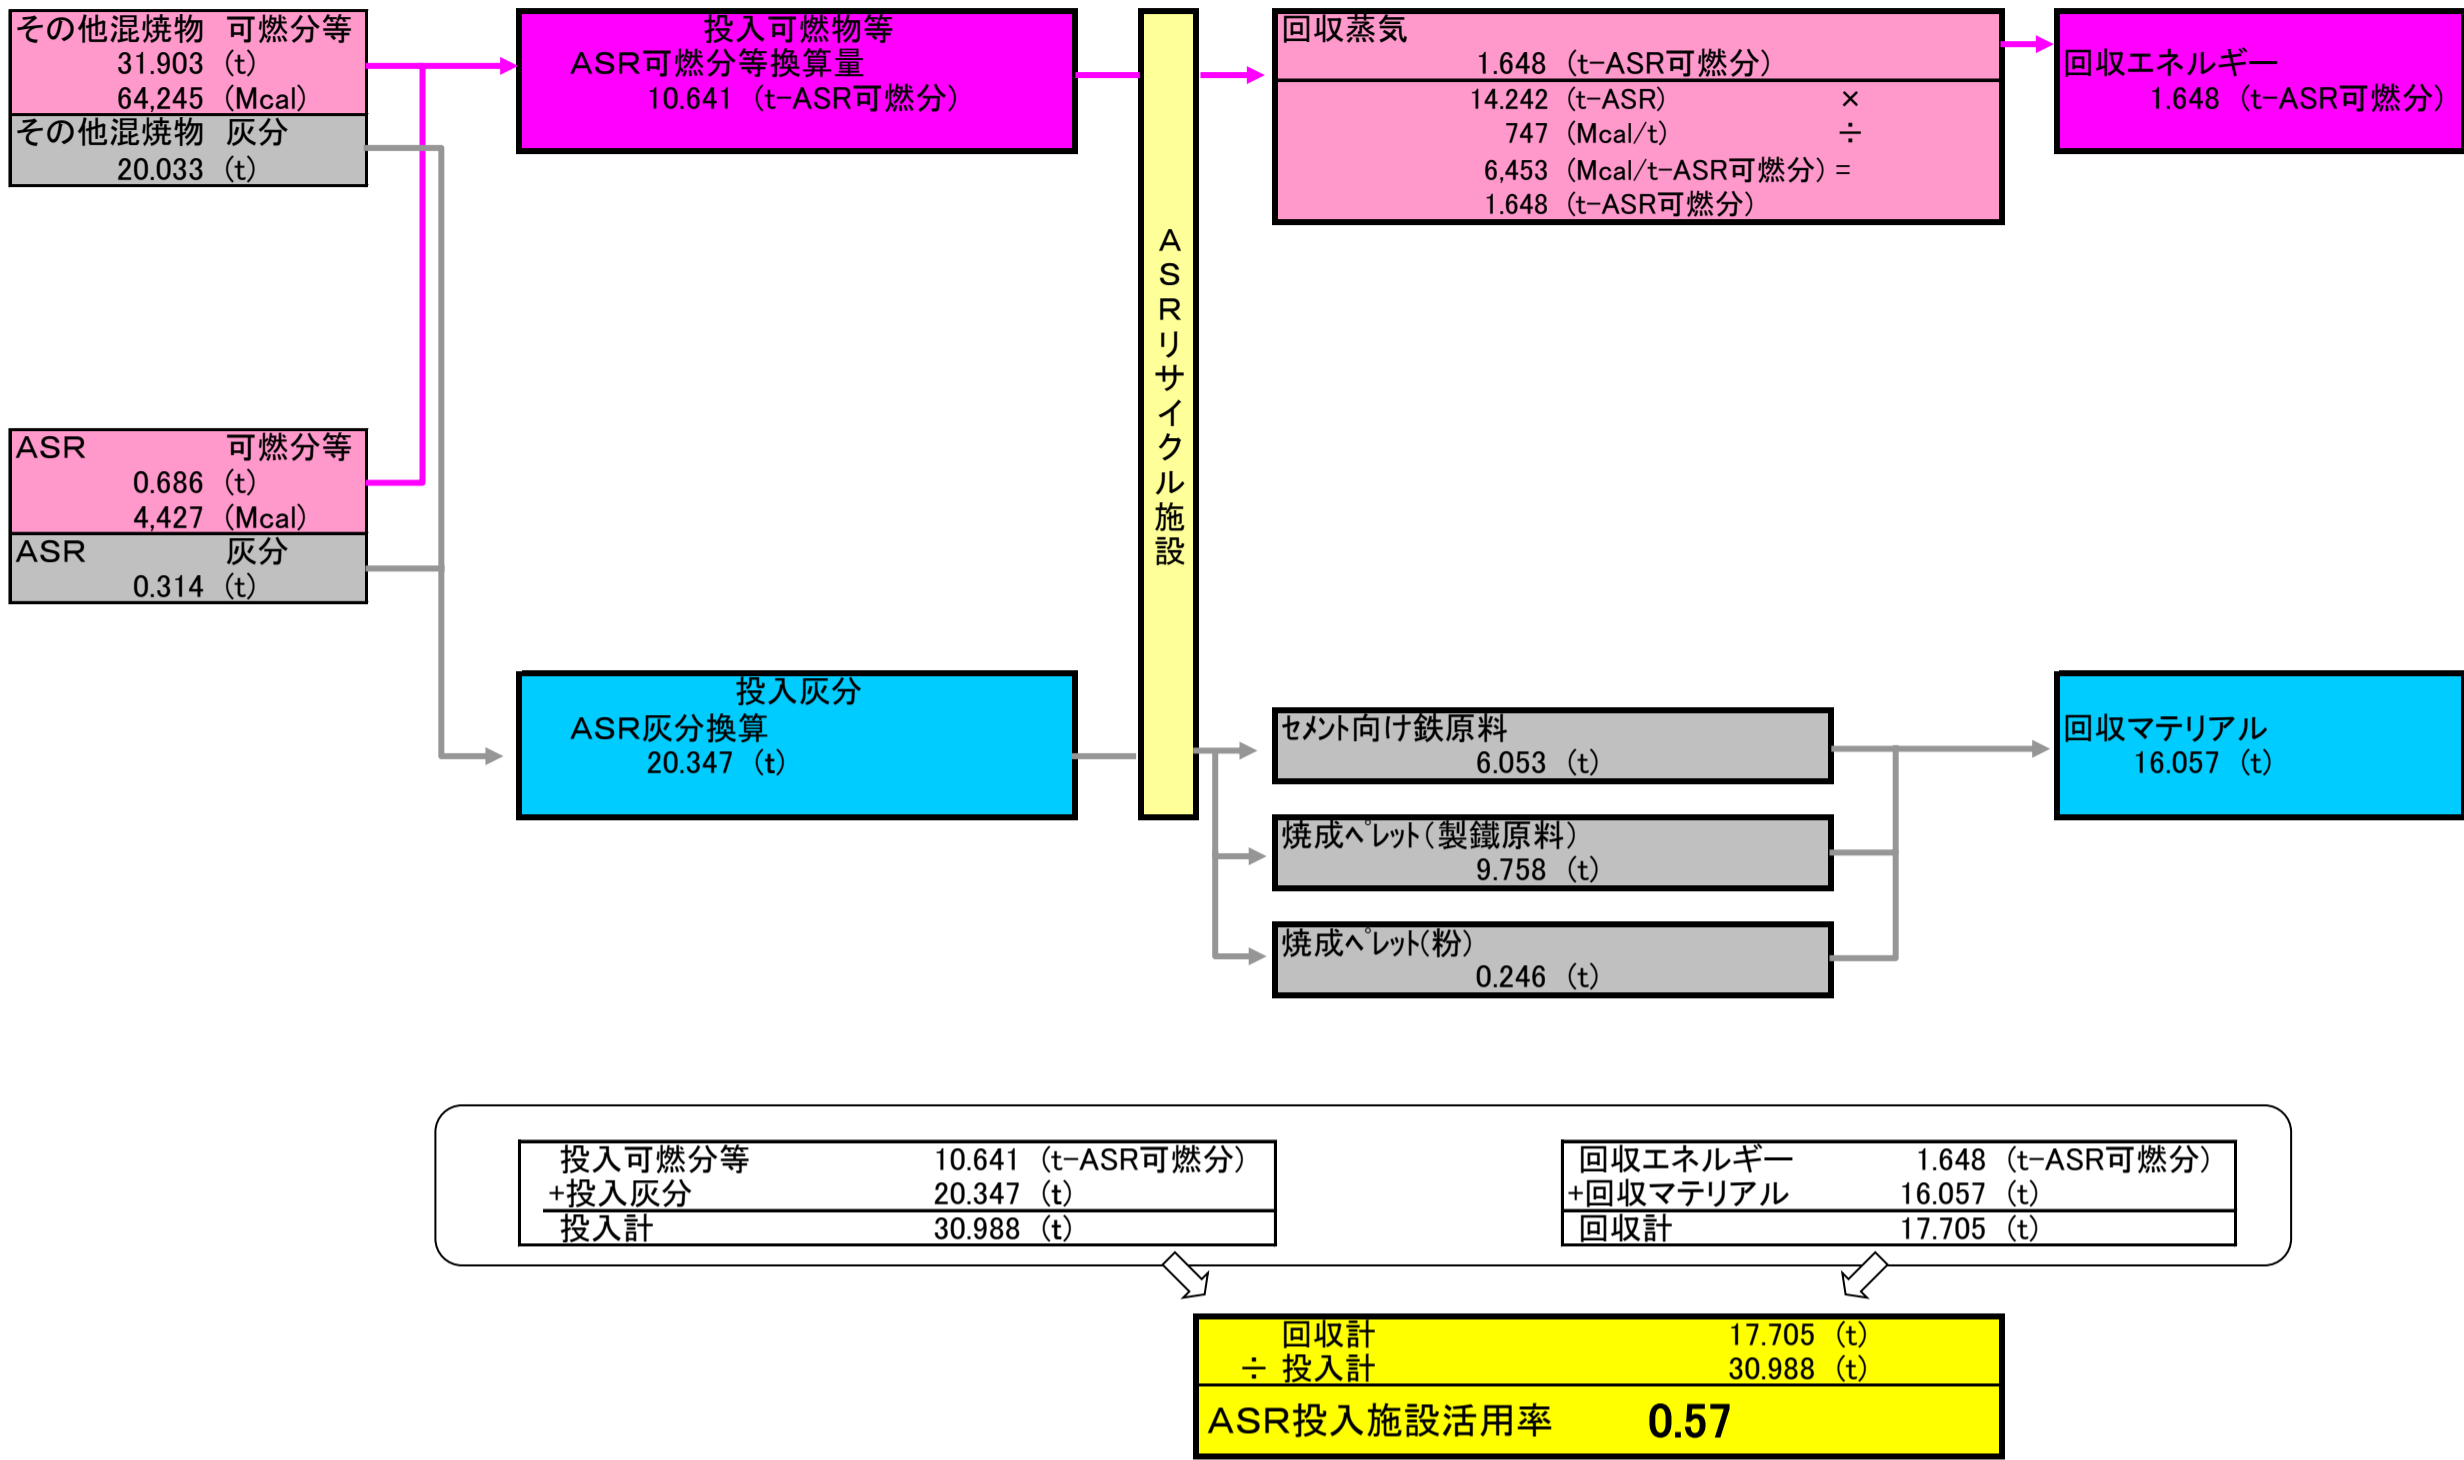 その他混焼物 可燃分等
31.903 (t)
64,245 (Mcal)
その他混焼物 灰分
20.033 (t)
ASR 可燃分等
0.686 (t)
4,427 (Mcal)
ASR 灰分
0.314 (t)
投入可燃物等
ASR可燃分等換算量
10.641 (t-ASR可燃分)
投入灰分
ASR灰分換算
20.347 (t)
ASRリサイクル施設
回収蒸気
1.648 (t-ASR可燃分)
14.242 (t-ASR) ×
747 (Mcal/t) ÷
6,453 (Mcal/t-ASR可燃分) =
1.648 (t-ASR可燃分)
回収エネルギー
1.648 (t-ASR可燃分)
セメント向け鉄原料
6.053 (t)
焼成ペレット(製鐵原料)
9.758 (t)
焼成ペレット(粉)
0.246 (t)
回収マテリアル
16.057 (t)
投入可燃分等 10.641 (t-ASR可燃分)
+投入灰分 20.347 (t)
投入計 30.988 (t)
回収エネルギー 1.648 (t-ASR可燃分)
+回収マテリアル 16.057 (t)
回収計 17.705 (t)
回収計 17.705 (t)
÷ 投入計 30.988 (t)
ASR投入施設活用率 0.57